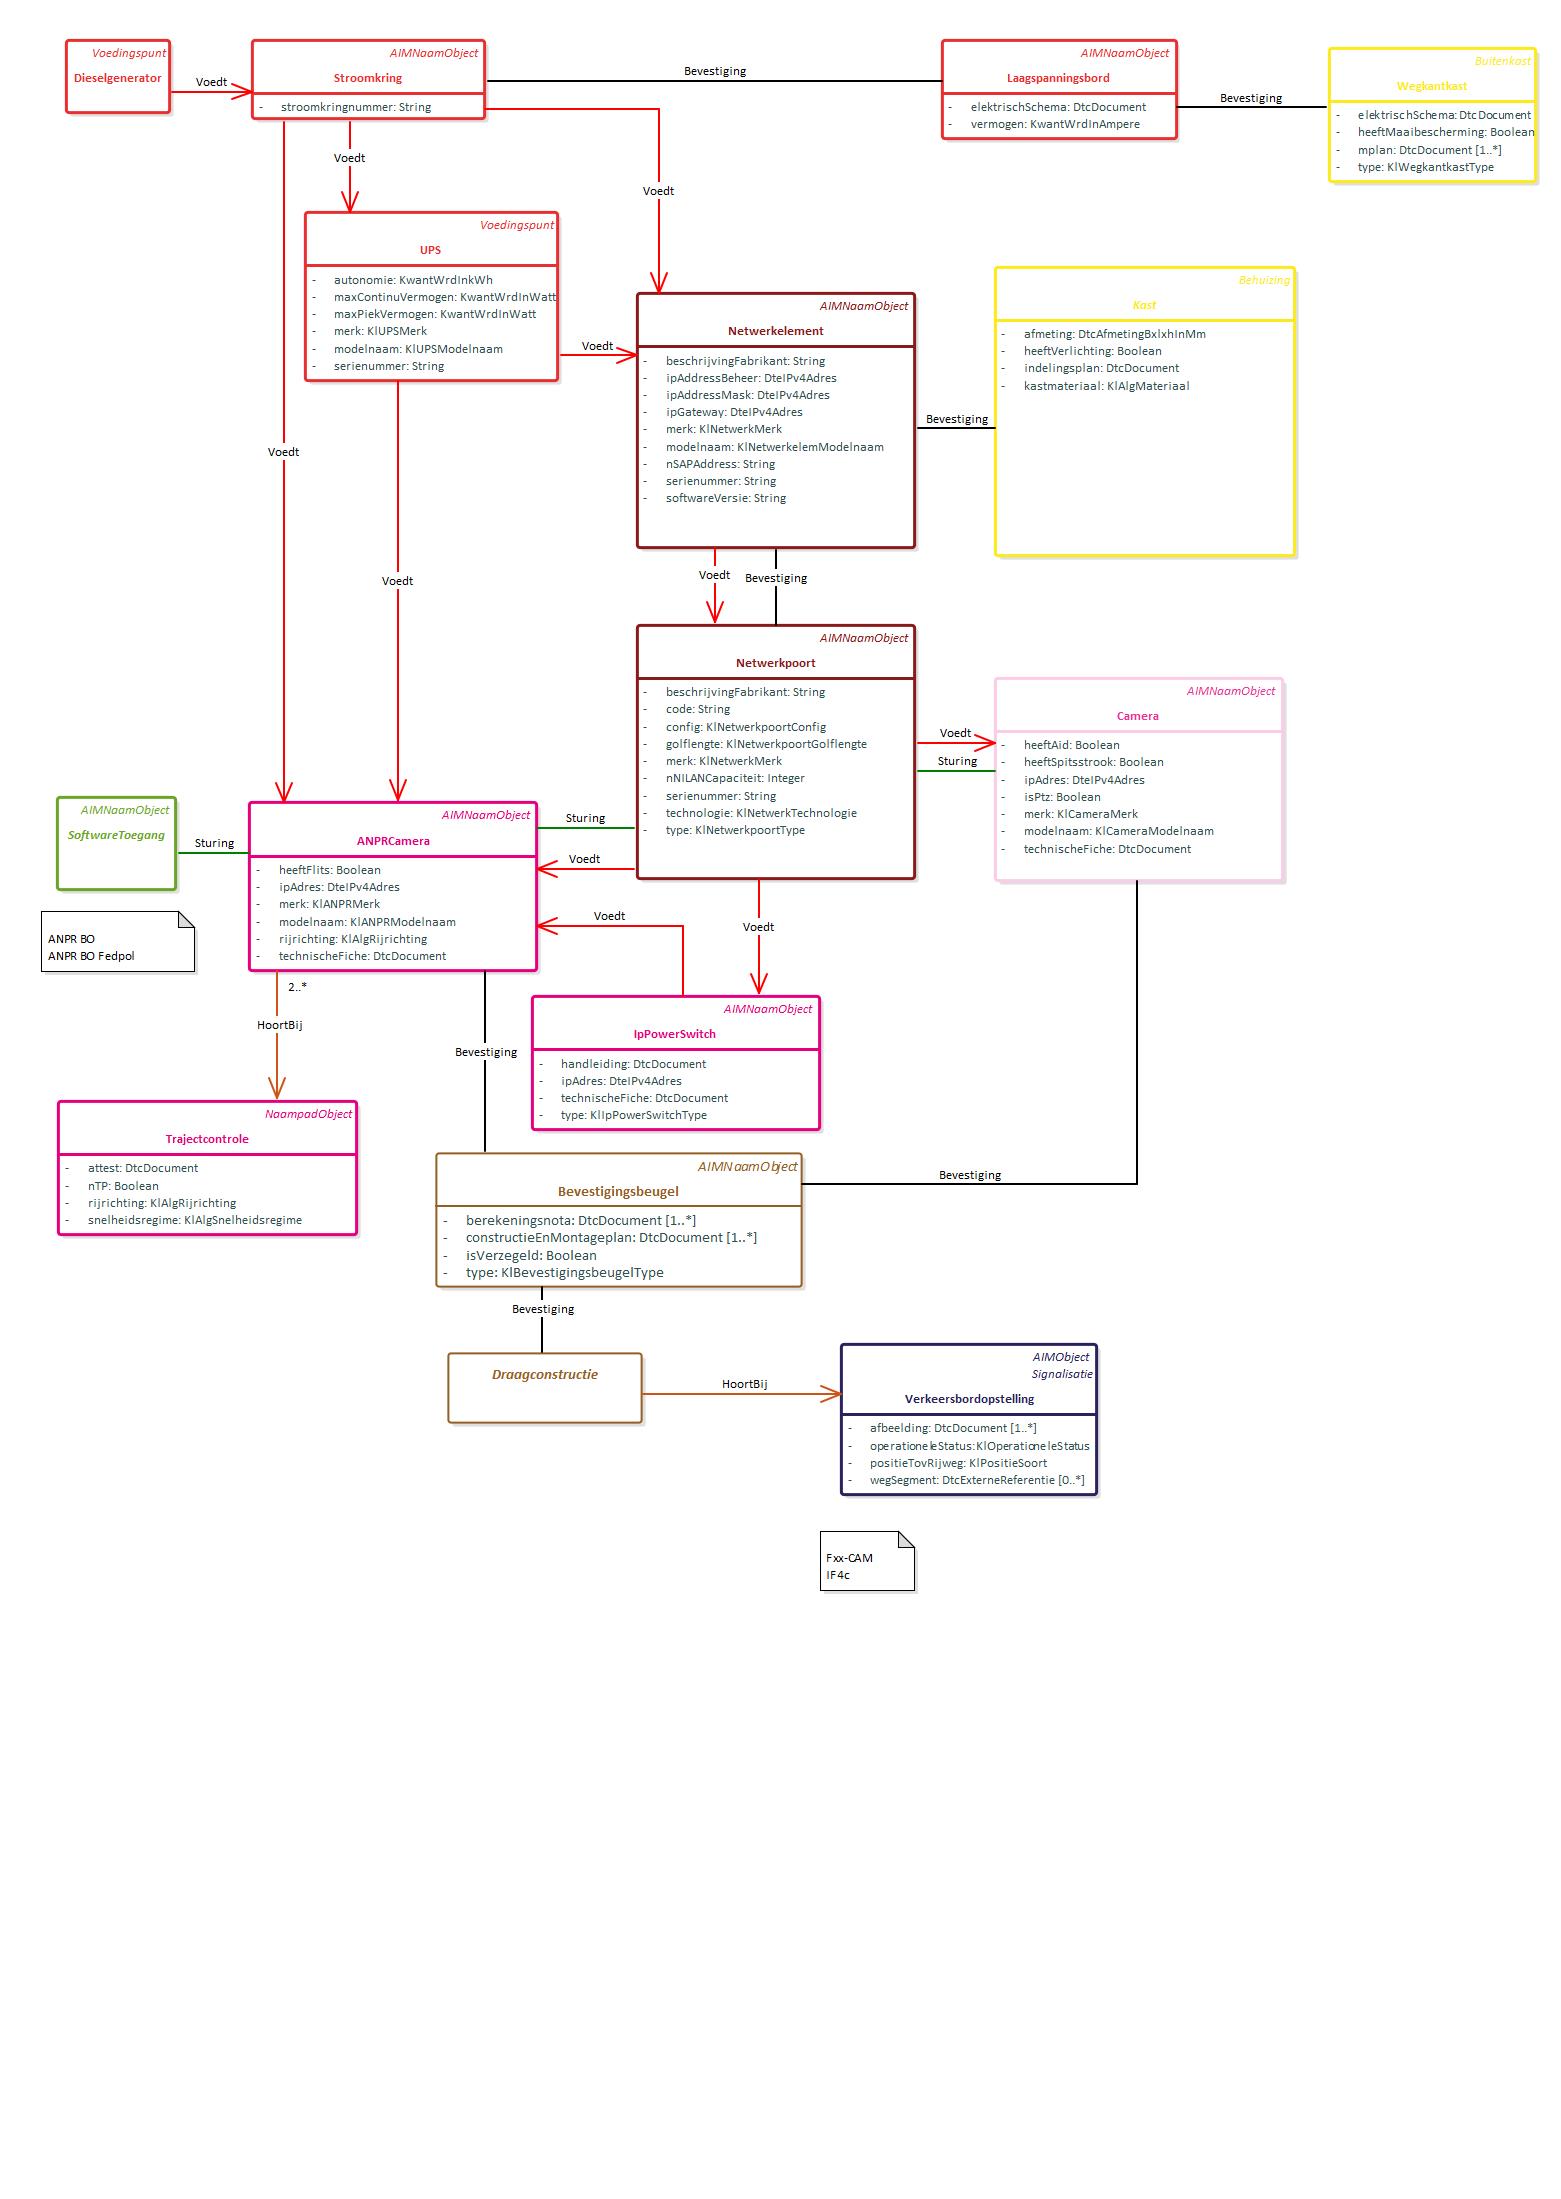 Voedingspunt
Dieselgenerator
Voedt
AIMNaamObject
Stroomkring
- stroomkringnummer: String
Bevestiging
AIMNaamObject
Laagspanningsbord
- elektrischSchema: DtcDocument
- vermogen: KwantWrdInAmpere
Bevestiging
Buitenkast
Wegkantkast
- elektrischSchema: DtcDocument
- heeftMaaibescherming: Boolean
- mplan: DtcDocument [1..*]
- type: KlWegkantkastType
Voedt
Voedt
Voedingspunt
UPS
- autonomie: KwantWrdInkWh
- maxContinuVermogen: KwantWrdInWatt
- maxPiekVermogen: KwantWrdInWatt
- merk: KlUPSMerk
- modelnaam: KlUPSModelnaam
- serienummer: String
Voedt
AIMNaamObject
Netwerkelement
- beschrijvingFabrikant: String
- ipAddressBeheer: DteIPv4Adres
- ipAddressMask: DteIPv4Adres
- ipGateway: DteIPv4Adres
- merk: KlNetwerkMerk
- modelnaam: KlNetwerkelemModelnaam
- nSAPAddress: String
- serienummer: String
- softwareVersie: String
Bevestiging
Behuizing
Kast
- afmeting: DtcAfmetingBxlxhInMm
- heeftVerlichting: Boolean
- indelingsplan: DtcDocument
- kastmateriaal: KlAlgMateriaal
Voedt
Voedt
Voedt
Bevestiging
AIMNaamObject
Netwerkpoort
- beschrijvingFabrikant: String
- code: String
- config: KlNetwerkpoortConfig
- golflengte: KlNetwerkpoortGolflengte
- merk: KlNetwerkMerk
- nNILANCapaciteit: Integer
- serienummer: String
- technologie: KlNetwerkTechnologie
- type: KlNetwerkpoortType
Voedt
Sturing
AIMNaamObject
Camera
- heeftAid: Boolean
- heeftSpitsstrook: Boolean
- ipAdres: DteIPv4Adres
- isPtz: Boolean
- merk: KlCameraMerk
- modelnaam: KlCameraModelnaam
- technischeFiche: DtcDocument
AIMNaamObject
SoftwareToegang
Sturing
AIMNaamObject
ANPRCamera
- heeftFlits: Boolean
- ipAdres: DteIPv4Adres
- merk: KlANPRMerk
- modelnaam: KlANPRModelnaam
- rijrichting: KlAlgRijrichting
- technischeFiche: DtcDocument
Sturing
Voedt
Voedt
Voedt
ANPR BO
ANPR BO Fedpol
2..*
HoortBij
Bevestiging
AIMNaamObject
IpPowerSwitch
- handleiding: DtcDocument
- ipAdres: DteIPv4Adres
- technischeFiche: DtcDocument
- type: KlIpPowerSwitchType
NaampadObject
Trajectcontrole
- attest: DtcDocument
- nTP: Boolean
- rijrichting: KlAlgRijrichting
- snelheidsregime: KlAlgSnelheidsregime
AIMNaamObject
Bevestigingsbeugel
- berekeningsnota: DtcDocument [1..*]
- constructieEnMontageplan: DtcDocument [1..*]
- isVerzegeld: Boolean
- type: KlBevestigingsbeugelType
Bevestiging
Bevestiging
Draagconstructie
HoortBij
AIMObject
Signalisatie
Verkeersbordopstelling
- afbeelding: DtcDocument [1..*]
- operationeleStatus: KlOperationeleStatus
- positieTovRijweg: KlPositieSoort
- wegSegment: DtcExterneReferentie [0..*]
Fxx-CAM
IF4c